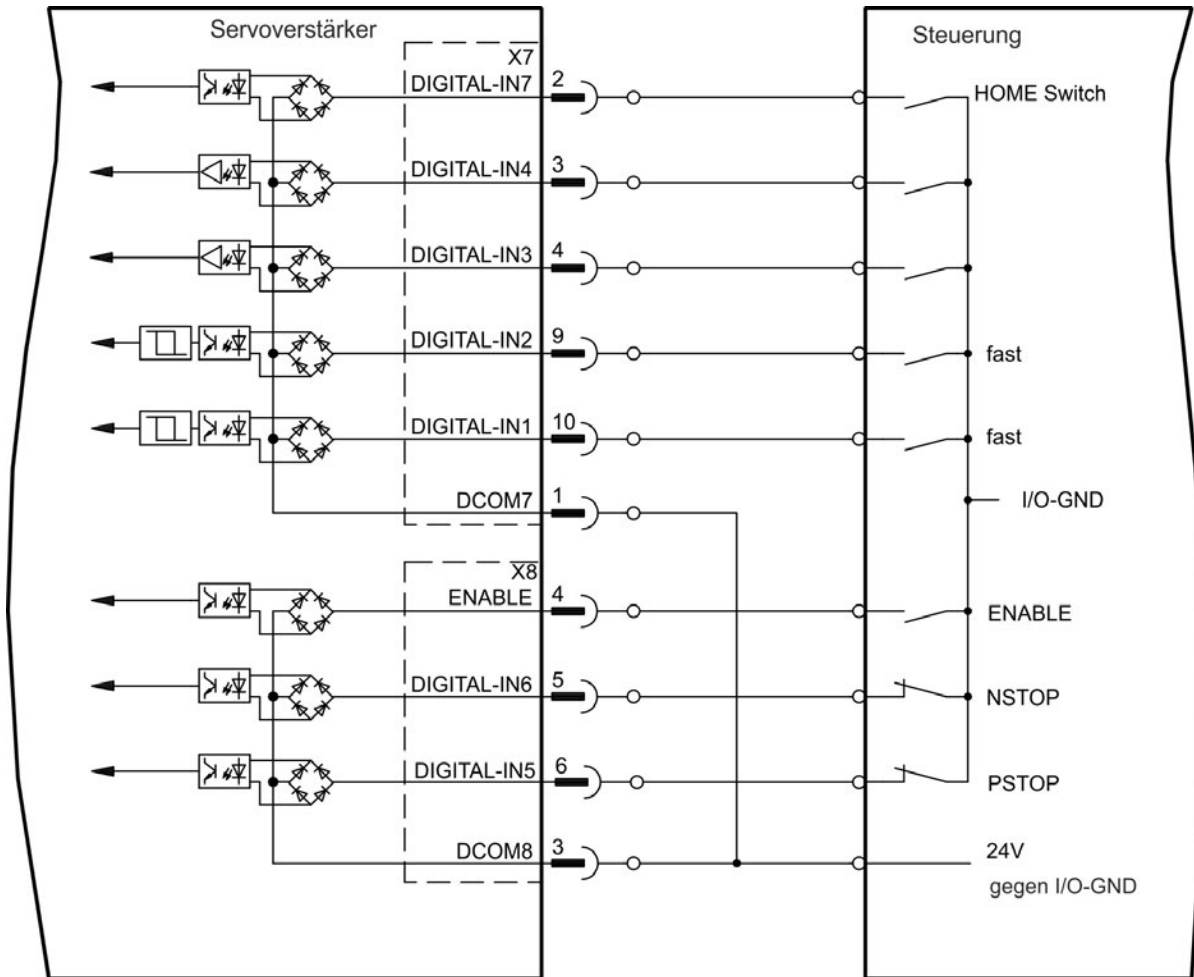 Servoverstärker
Steuerung
X7
DIGITAL-IN7 2 HOME Switch
DIGITAL-IN4 3
DIGITAL-IN3 4
DIGITAL-IN2 9 fast
DIGITAL-IN1 10 fast
DCOM7 1 I/O-GND
X8
ENABLE 4 ENABLE
DIGITAL-IN6 5 NSTOP
DIGITAL-IN5 6 PSTOP
DCOM8 3 24V
gegen I/O-GND